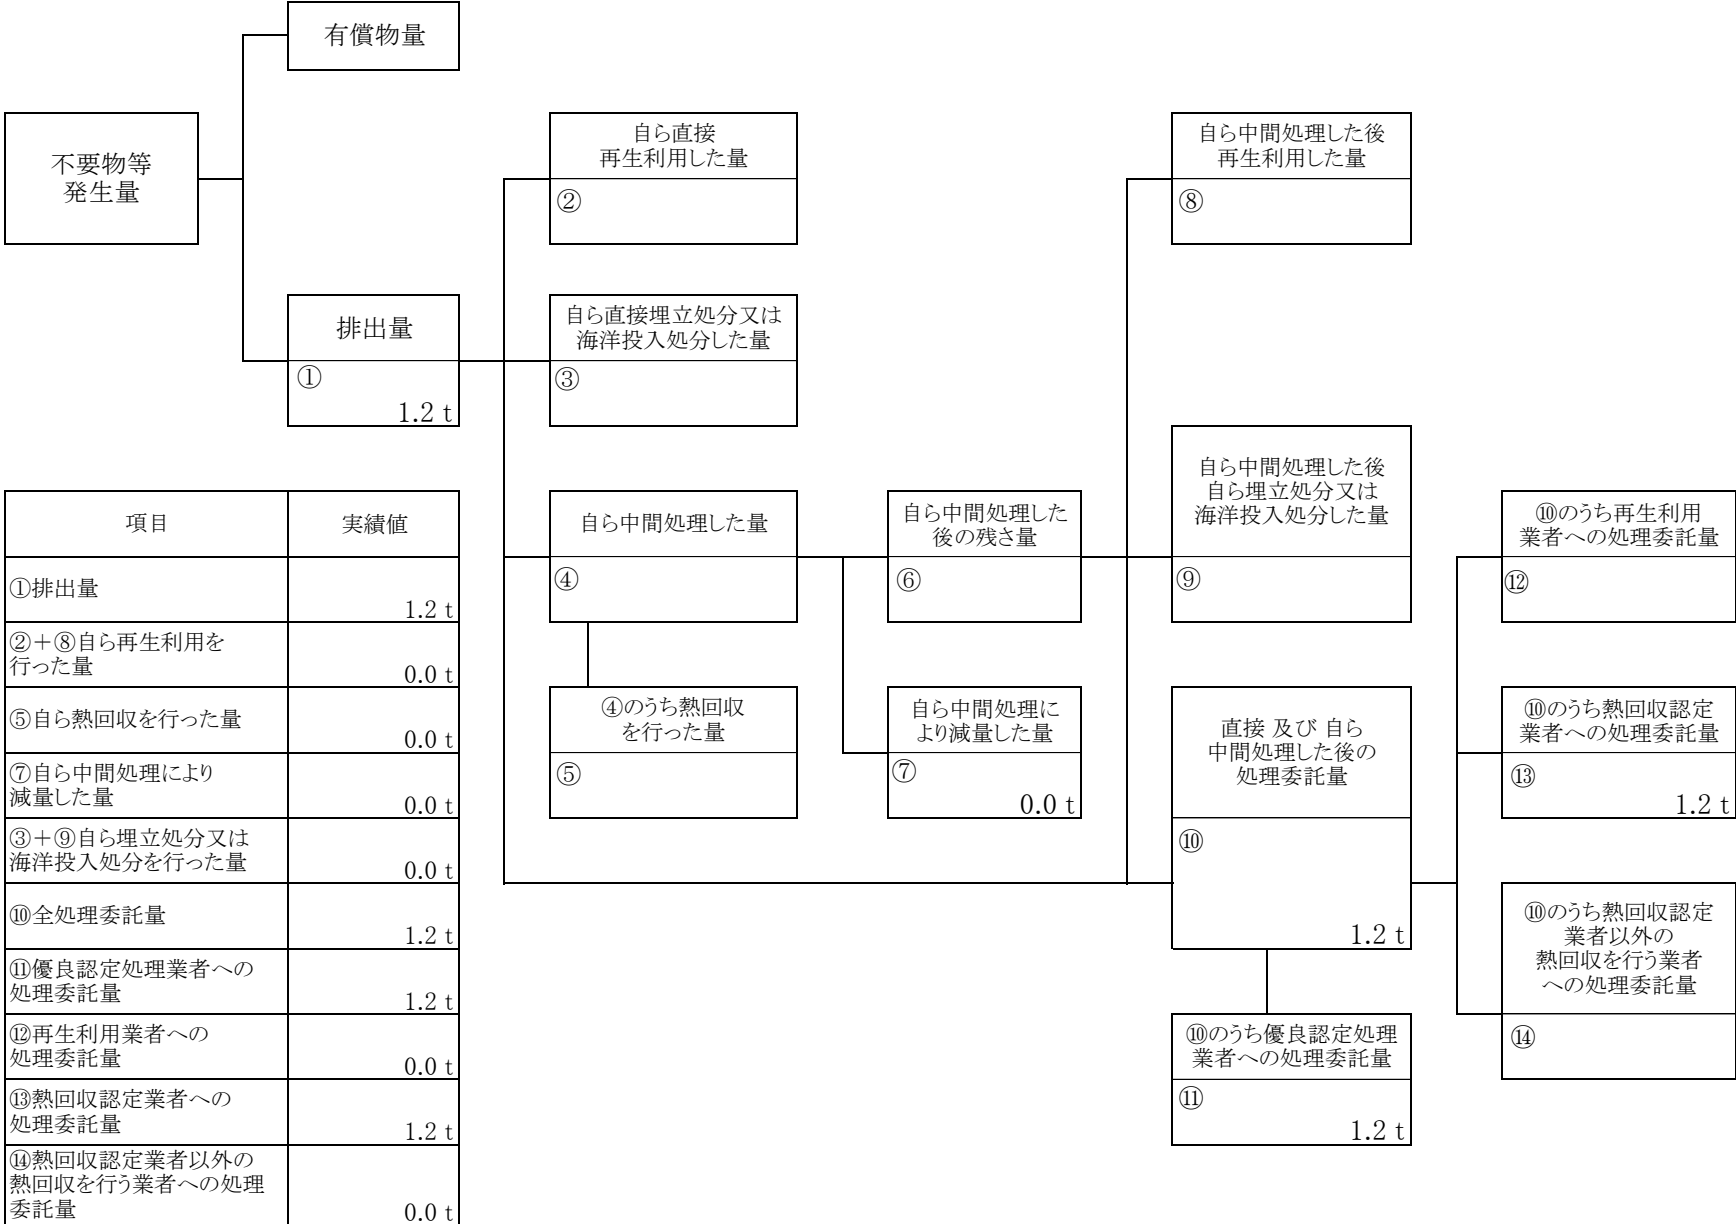 有償物量
不要物等
発生量
自ら直接
再生利用した量
②
自ら中間処理した後
再生利用した量
⑧
排出量
①
1.2 t
自ら直接埋立処分又は
海洋投入処分した量
③
自ら中間処理した量
④
自ら中間処理した
後の残さ量
⑥
自ら中間処理した後
自ら埋立処分又は
海洋投入処分した量
⑨
⑩のうち再生利用
業者への処理委託量
⑫
④のうち熱回収
を行った量
⑤
自ら中間処理に
より減量した量
⑦
0.0 t
直接 及び 自ら
中間処理した後の
処理委託量
⑩
1.2 t
⑩のうち熱回収認定
業者への処理委託量
⑬
1.2 t
⑩のうち熱回収認定
業者以外の
熱回収を行う業者
への処理委託量
⑭
⑩のうち優良認定処理
業者への処理委託量
⑪
1.2 t
項目 実績値
①排出量
1.2 t
②＋⑧自ら再生利用を
行った量
0.0 t
⑤自ら熱回収を行った量
0.0 t
⑦自ら中間処理により
減量した量
0.0 t
③＋⑨自ら埋立処分又は
海洋投入処分を行った量
0.0 t
⑩全処理委託量
1.2 t
⑪優良認定処理業者への
処理委託量
1.2 t
⑫再生利用業者への
処理委託量
0.0 t
⑬熱回収認定業者への
処理委託量
1.2 t
⑭熱回収認定業者以外の
熱回収を行う業者への処理
委託量
0.0 t